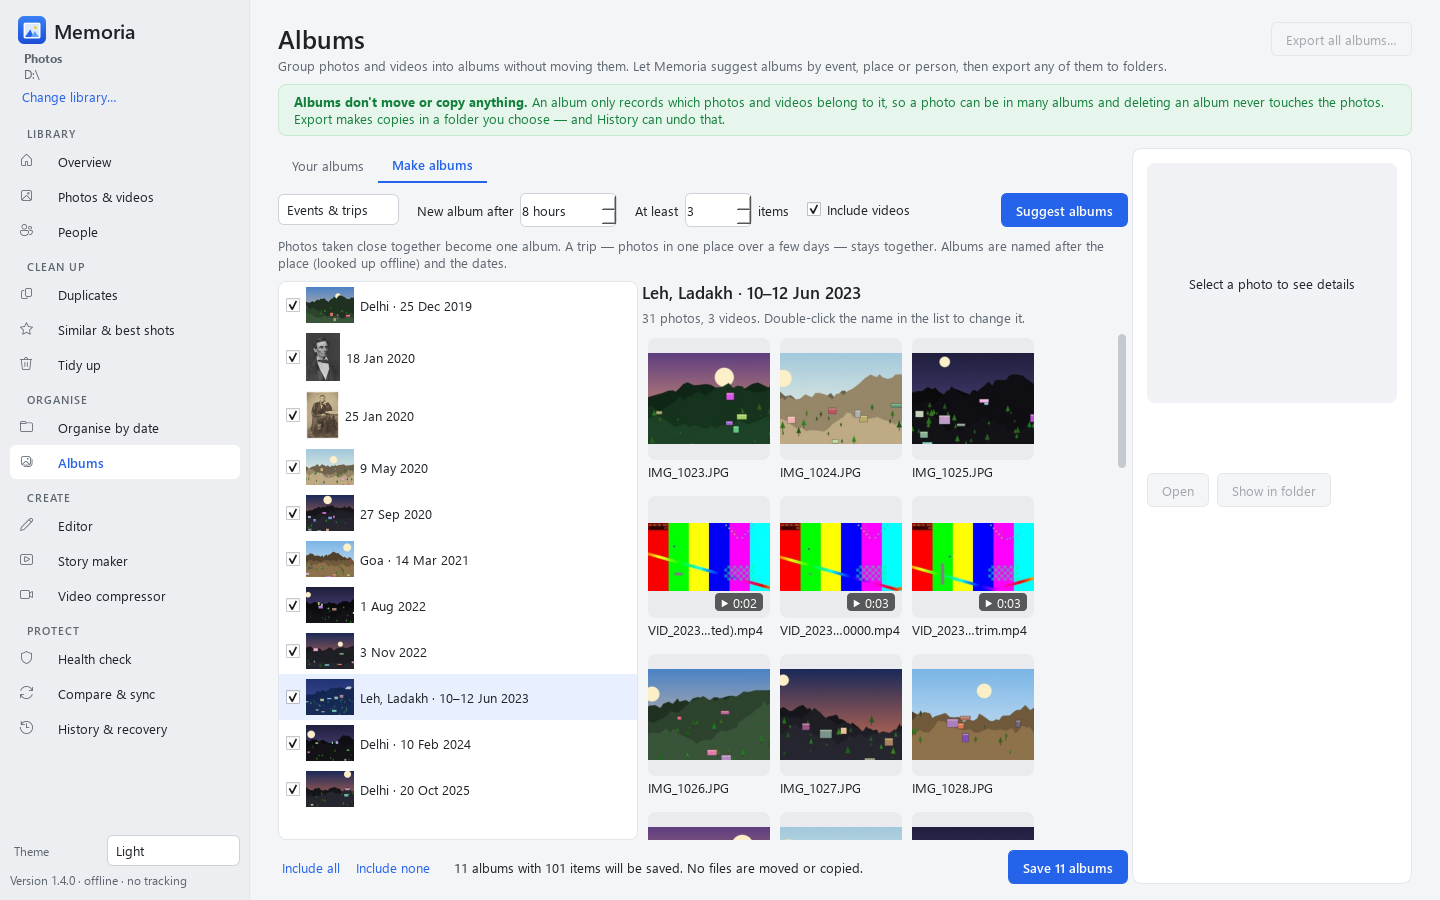 Memoria
Photos
D:\
Change library...
LIBRARY
Overview
Photos & videos
People
CLEAN UP
Duplicates
Similar & best shots
Tidy up
ORGANISE
Organise by date
Albums
CREATE
Editor
Story maker
Video compressor
PROTECT
Health check
Compare & sync
History & recovery
Theme
Light
Version 1.4.0 · offline · no tracking
Albums
Export all albums...
Group photos and videos into albums without moving them. Let Memoria suggest albums by event, place or person, then export any of them to folders.
Albums don't move or copy anything. An album only records which photos and videos belong to it, so a photo can be in many albums and deleting an album never touches the photos.
Export makes copies in a folder you choose — and History can undo that.
Your albums
Make albums
Events & trips
New album after
8 hours
At least
3
items
Include videos
Suggest albums
Photos taken close together become one album. A trip — photos in one place over a few days — stays together. Albums are named after the
place (looked up offline) and the dates.
Delhi · 25 Dec 2019
18 Jan 2020
25 Jan 2020
9 May 2020
27 Sep 2020
Goa · 14 Mar 2021
1 Aug 2022
3 Nov 2022
Leh, Ladakh · 10–12 Jun 2023
Delhi · 10 Feb 2024
Delhi · 20 Oct 2025
Leh, Ladakh · 10–12 Jun 2023
31 photos, 3 videos. Double-click the name in the list to change it.
IMG_1023.JPG
IMG_1024.JPG
IMG_1025.JPG
0:02
0:03
0:03
VID_2023...ted).mp4
VID_2023...0000.mp4
VID_2023...trim.mp4
IMG_1026.JPG
IMG_1027.JPG
IMG_1028.JPG
Include all
Include none
11 albums with 101 items will be saved. No files are moved or copied.
Save 11 albums
Select a photo to see details
Open
Show in folder